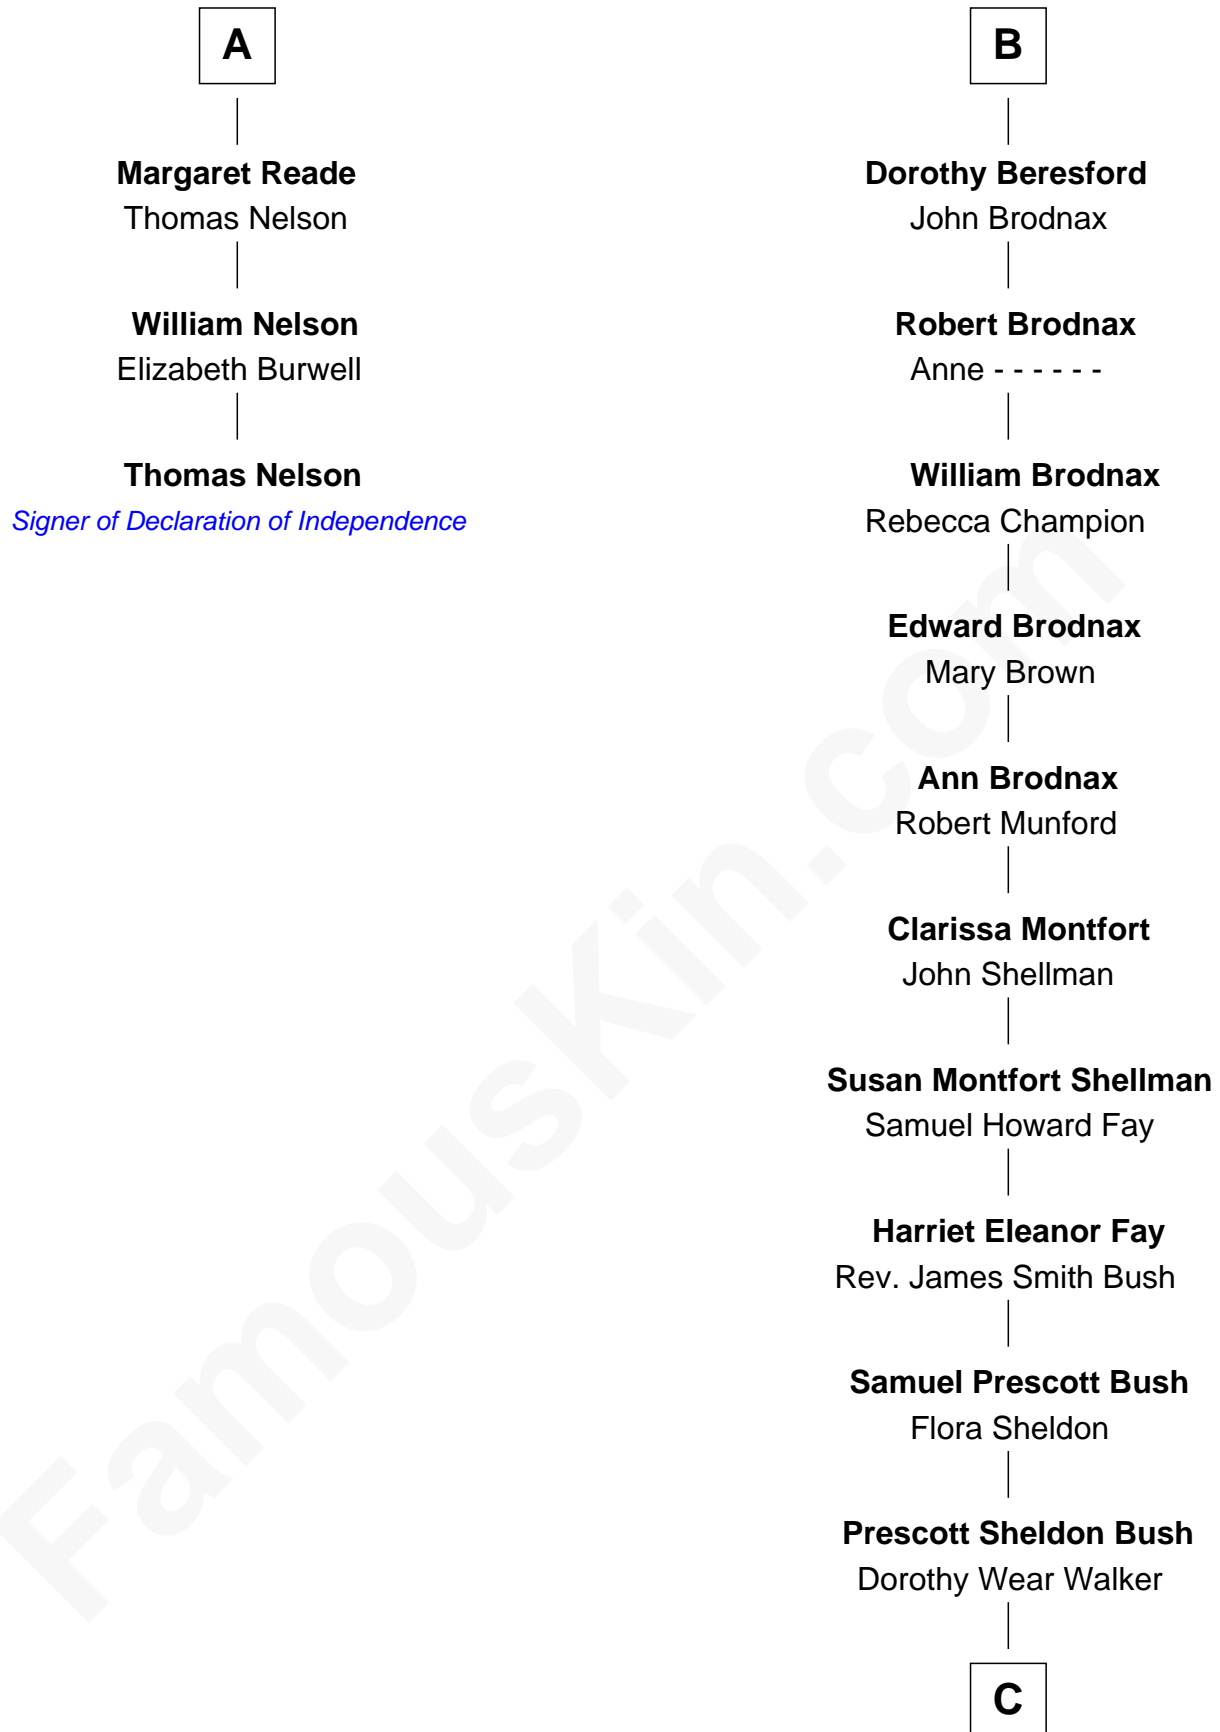 A
Margaret Reade
Thomas Nelson
William Nelson
Elizabeth Burwell
Thomas Nelson
Signer of Declaration of Independence
B
Dorothy Beresford
John Brodnax
Robert Brodnax
Anne - - - - - -
William Brodnax
Rebecca Champion
Edward Brodnax
Mary Brown
Ann Brodnax
Robert Munford
Clarissa Montfort
John Shellman
Susan Montfort Shellman
Samuel Howard Fay
Harriet Eleanor Fay
Rev. James Smith Bush
Samuel Prescott Bush
Flora Sheldon
Prescott Sheldon Bush
Dorothy Wear Walker
C
FamousKin.com